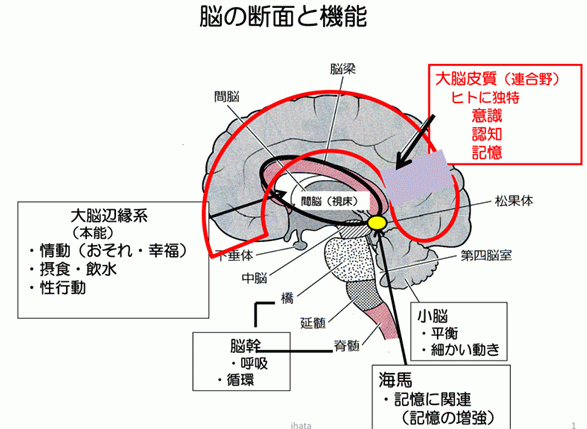 脳の断面と機能
脳梁
間脳
大脳皮質（連合野）
ヒトに独特
意識
認知
記憶
間脳（視床）
松果体
大脳辺縁系
（本能）
・情動（おそれ・幸福）
・摂食・飲水
・性行動
下垂体
中脳
第四脳室
橋
延髄
小脳
・平衡
・細かい動き
脳幹
・呼吸
・循環
脊髄
海馬
・記憶に関連
（記憶の増強）
ihata
1